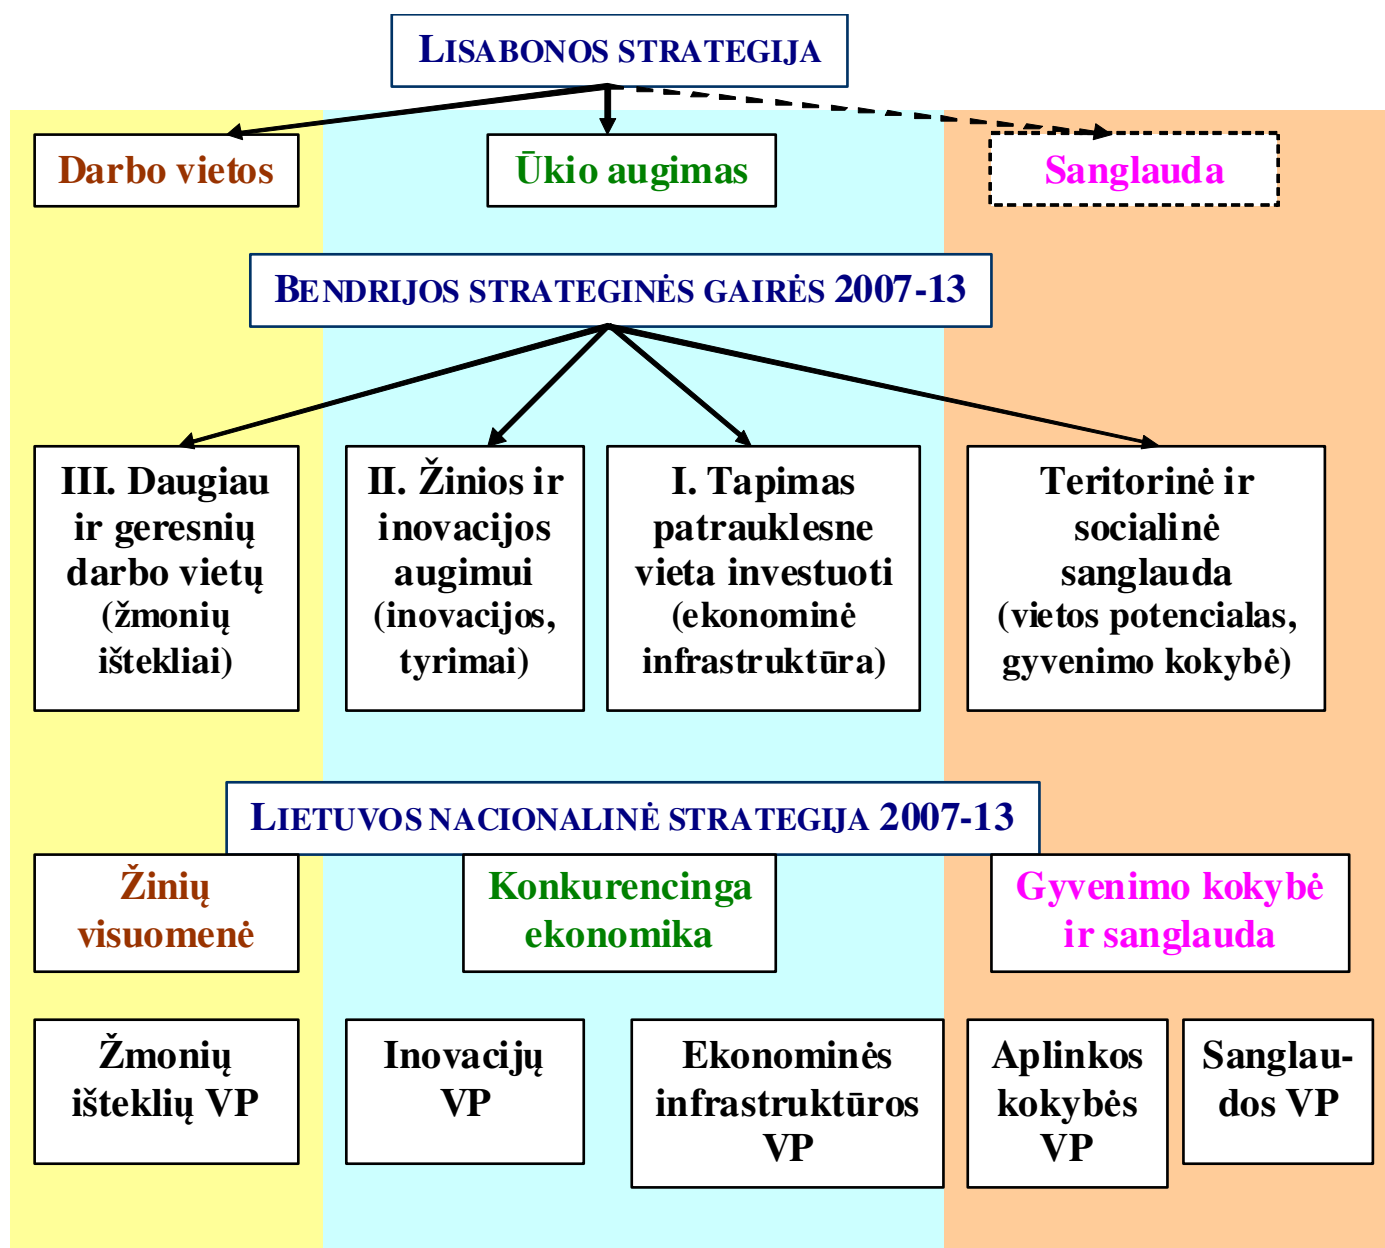 LISABONOS STRATEGIJA
Darbo vietos
Ūkio augimas
Sanglauda
BENDRIJOS STRATEGINĖS GAIRĖS 2007-13
III. Daugiau
ir geresnių
darbo vietų
(žmonių
ištekliai)
II. Žinios ir
inovacijos
augimui
(inovacijos,
tyrimai)
I. Tapimas
patrauklesne
vieta investuoti
(ekonominė
infrastruktūra)
Teritorinė ir
socialinė
sanglauda
(vietos potencialas,
gyvenimo kokybė)
LIETUVOS NACIONALINĖ STRATEGIJA 2007-13
Žinių
visuomenė
Konkurencinga
ekonomika
Gyvenimo kokybė
ir sanglauda
Žmonių
išteklių VP
Inovacijų
VP
Ekonominės
infrastruktūros
VP
Aplinkos
kokybės
VP
Sanglau-
dos VP